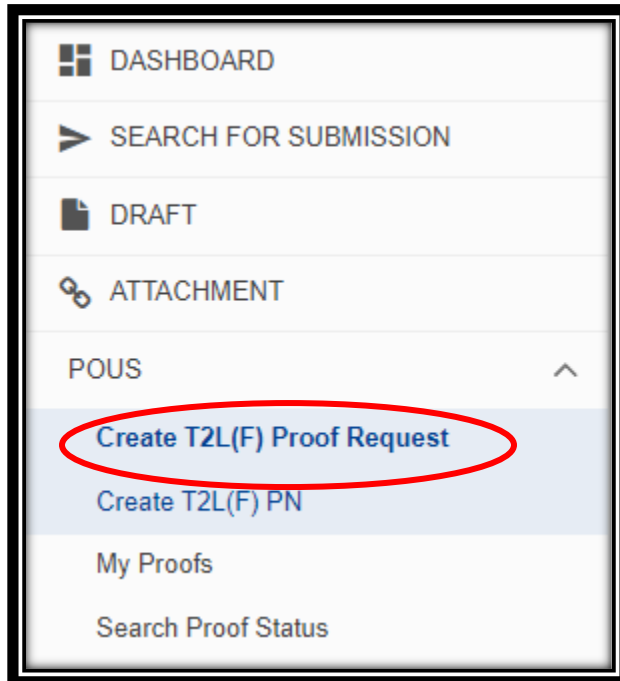 DASHBOARD
SEARCH FOR SUBMISSION
DRAFT
ATTACHMENT
POUS
Create T2L(F) Proof Request
Create T2L(F) PN
My Proofs
Search Proof Status